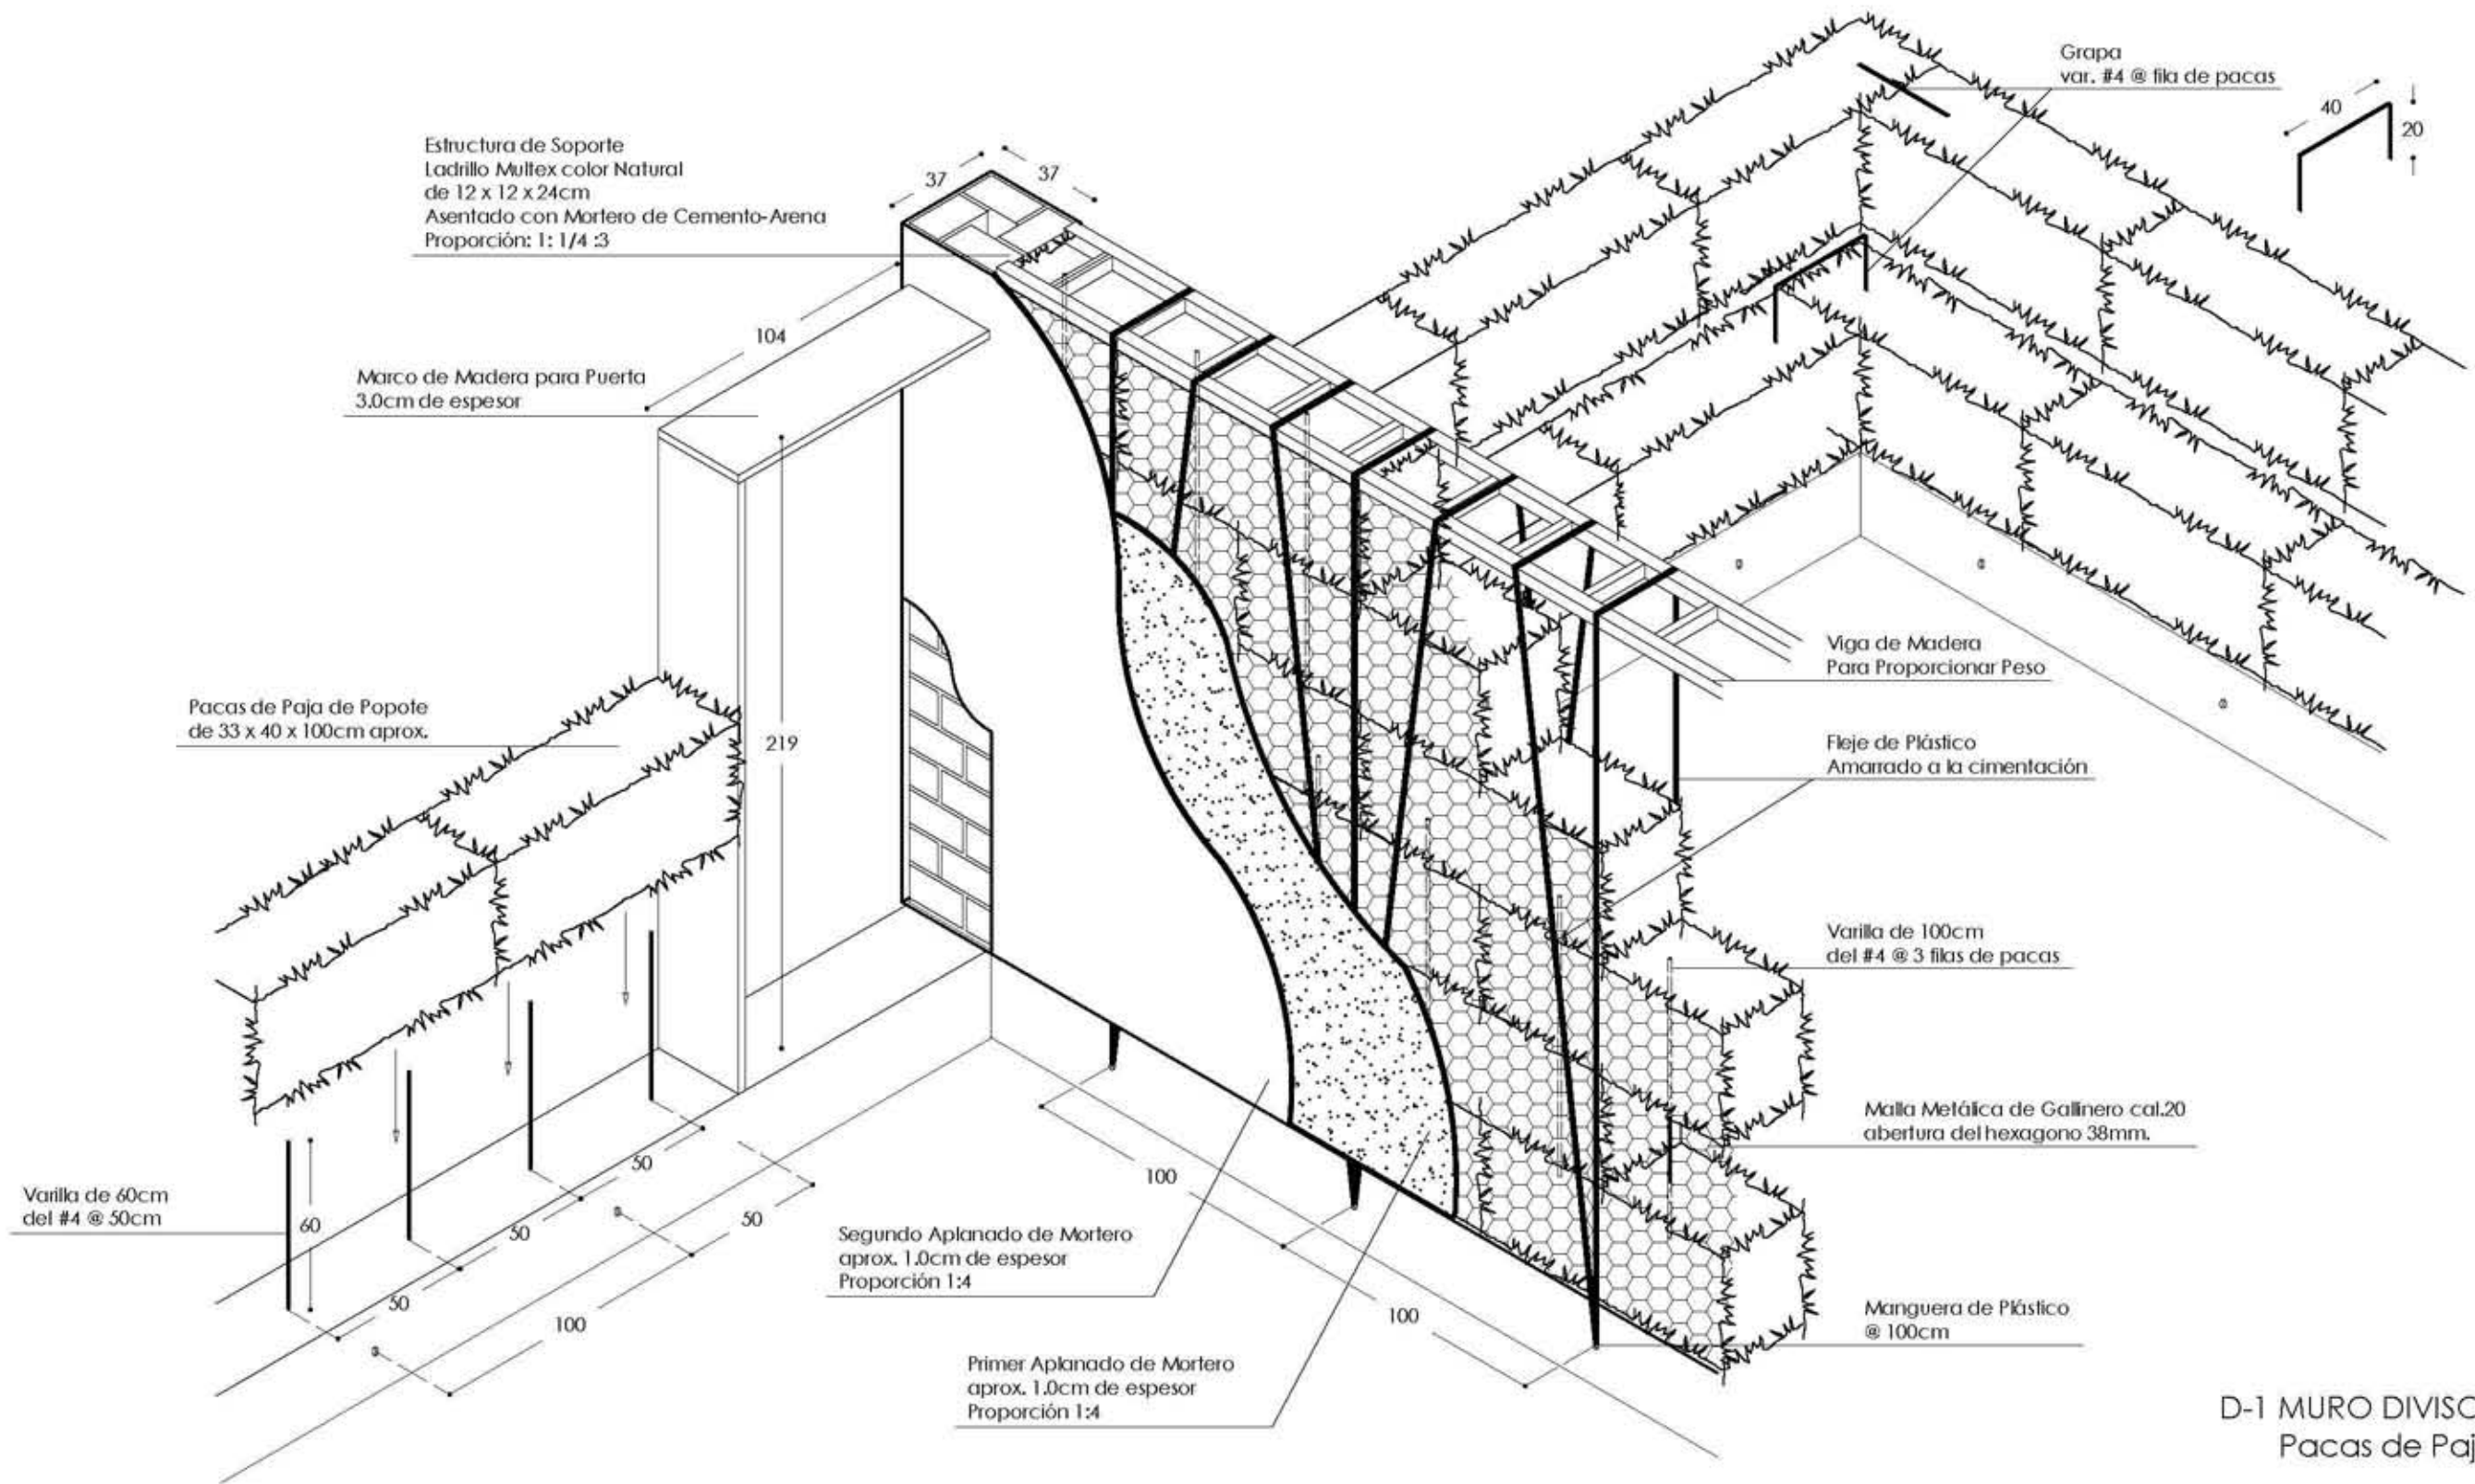 Grapa
var. #4 @ fila de pacas
40
20
Estructura de Soporte
Ladrillo Multex color Natural
de 12 x 12 x 24cm
Asentado con Mortero de Cemento-Arena
Proporción: 1: 1/4 :3
37
37
104
Marco de Madera para Puerta
3.0cm de espesor
Pacas de Paja de Popote
de 33 x 40 x 100cm aprox.
219
Viga de Madera
Para Proporcionar Peso
Fleje de Plástico
Amarrado a la cimentación
Varilla de 100cm
del #4 @ 3 filas de pacas
Malla Metálica de Gallinero cal.20
abertura del hexagono 38mm.
Manguera de Plástico
@ 100cm
Varilla de 60cm
del #4 @ 50cm
60
50
50
50
50
100
100
100
Segundo Aplanado de Mortero
aprox. 1.0cm de espesor
Proporción 1:4
Primer Aplanado de Mortero
aprox. 1.0cm de espesor
Proporción 1:4
D-1 MURO DIVISO
Pacas de Paj